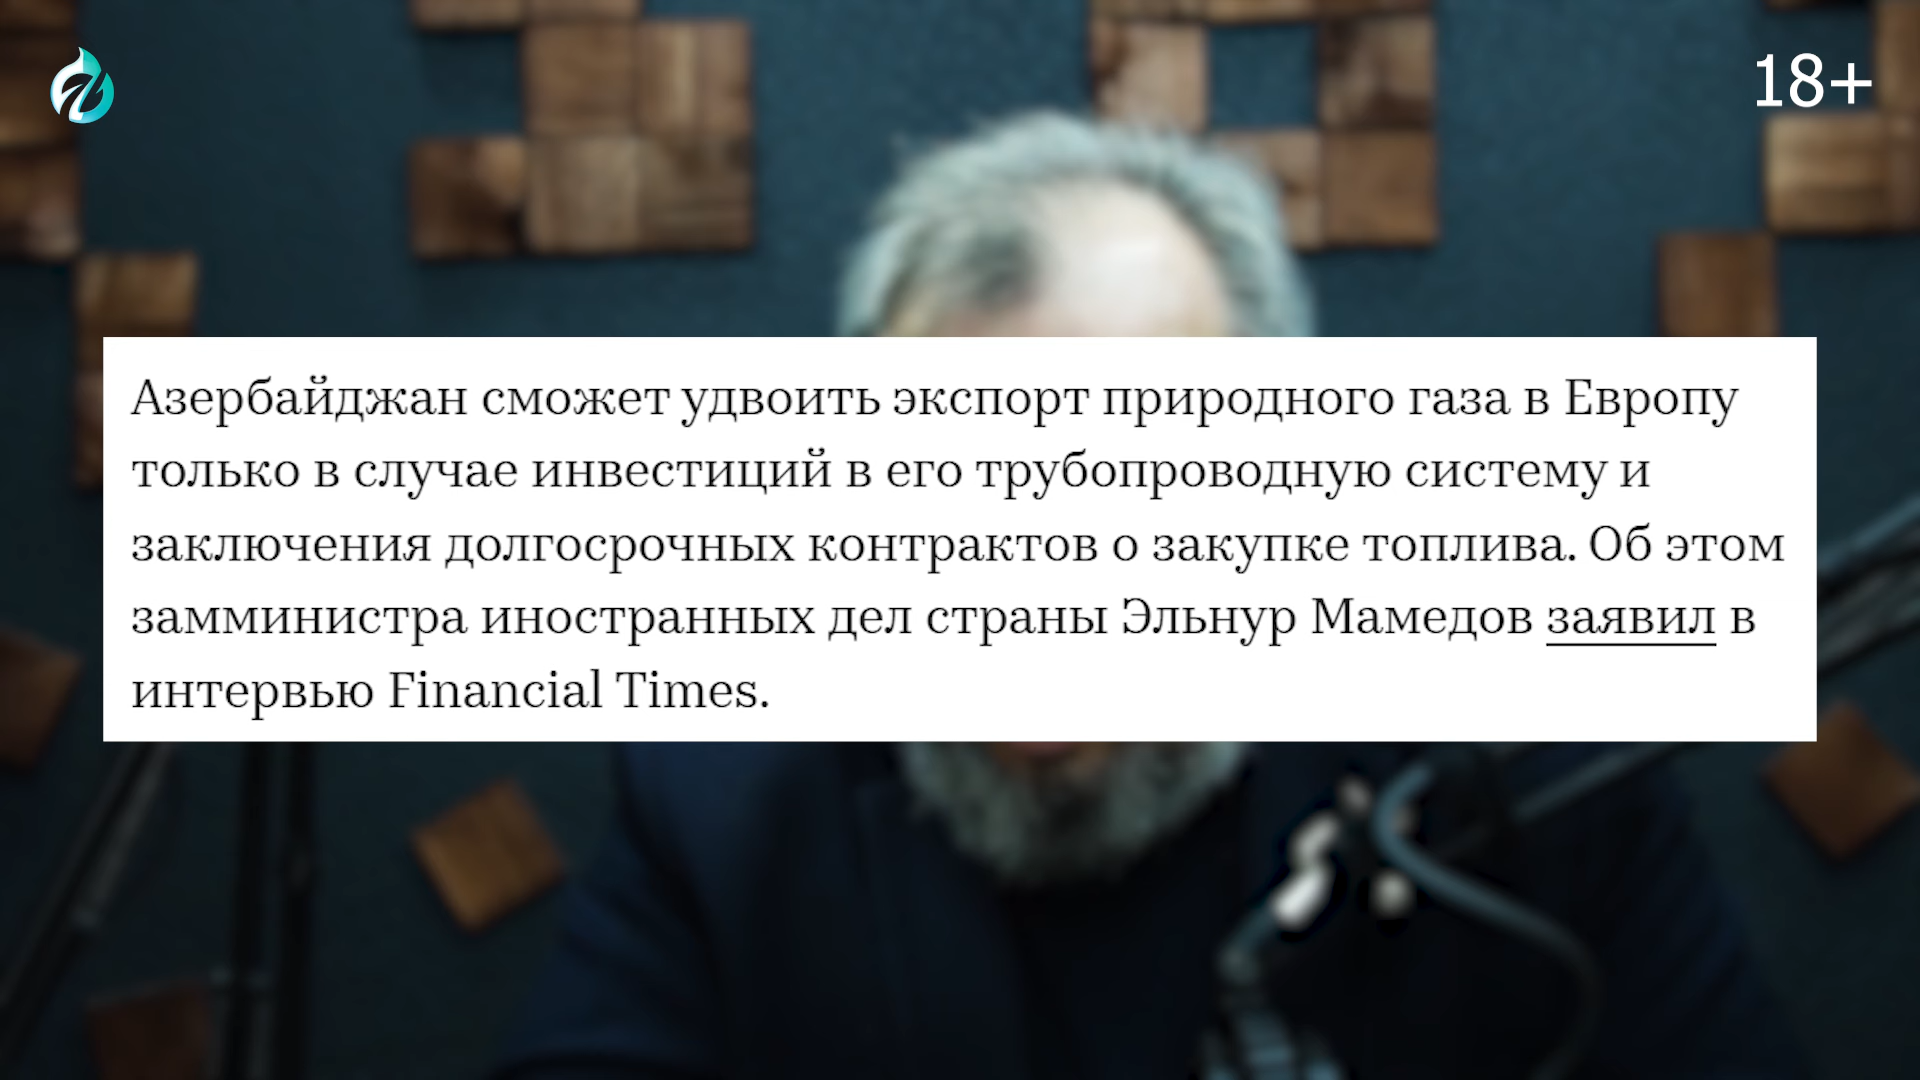 18+
Азербайджан сможет удвоить экспорт природного газа в Европу
только в случае инвестиций в его трубопроводную систему и
заключения долгосрочных контрактов о закупке топлива. Об этом
замминистра иностранных дел страны Эльнур Мамедов заявил в
интервью Financial Times.